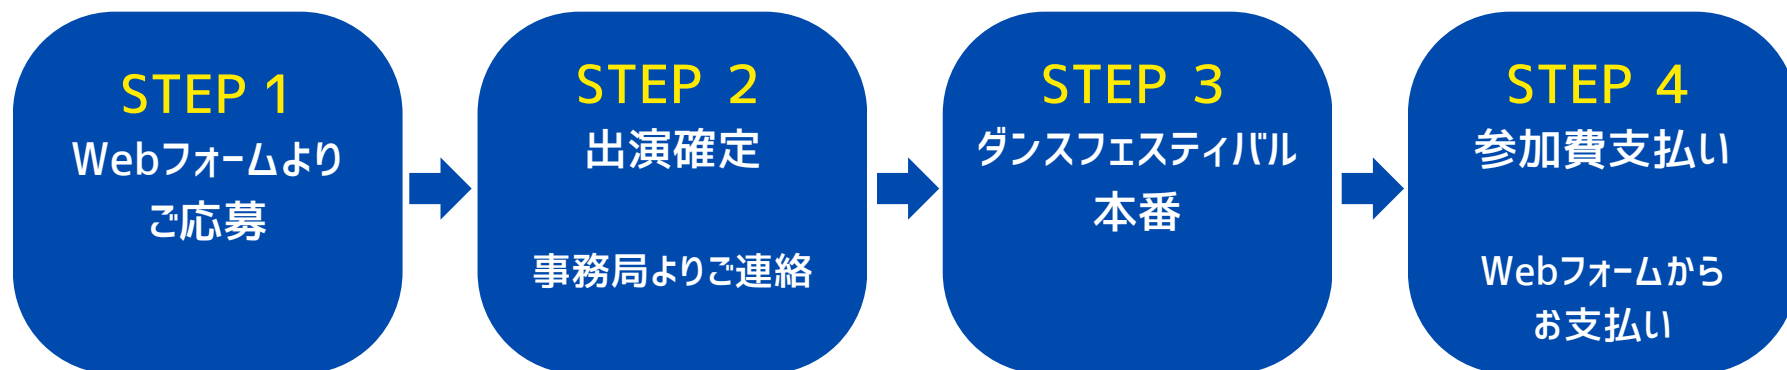 STEP 1
Webフォームより
ご応募
STEP 2
出演確定
事務局よりご連絡
STEP 3
ダンスフェスティバル
本番
STEP 4
参加費支払い
Webフォームから
お支払い